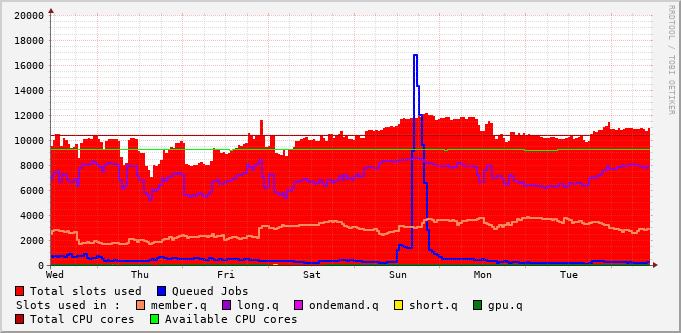 RRDTOOL / TOBI OETIKER
20000
18000
16000
14000
12000
10000
8000
6000
4000
2000
0
Wed Thu Fri Sat Sun Mon Tue
Total slots used Queued Jobs
Slots used in : member.q long.q ondemand.q short.q gpu.q
Total CPU cores Available CPU cores